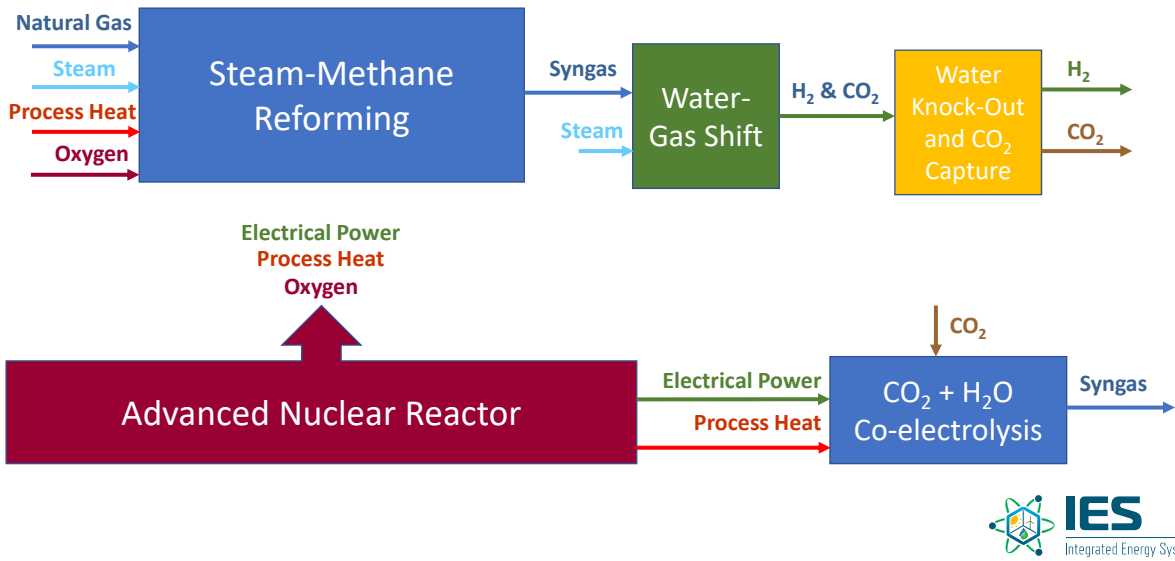 Natural Gas
Steam
Process Heat
Oxygen
Steam-Methane
Reforming
Syngas
Steam
Water-
Gas Shift
H₂ & CO₂
Water
Knock-Out
and CO₂
Capture
H₂
CO₂
Electrical Power
Process Heat
Oxygen
Advanced Nuclear Reactor
Electrical Power
Process Heat
CO₂
CO₂ + H₂O
Co-electrolysis
Syngas
IES
Integrated Energy Sys